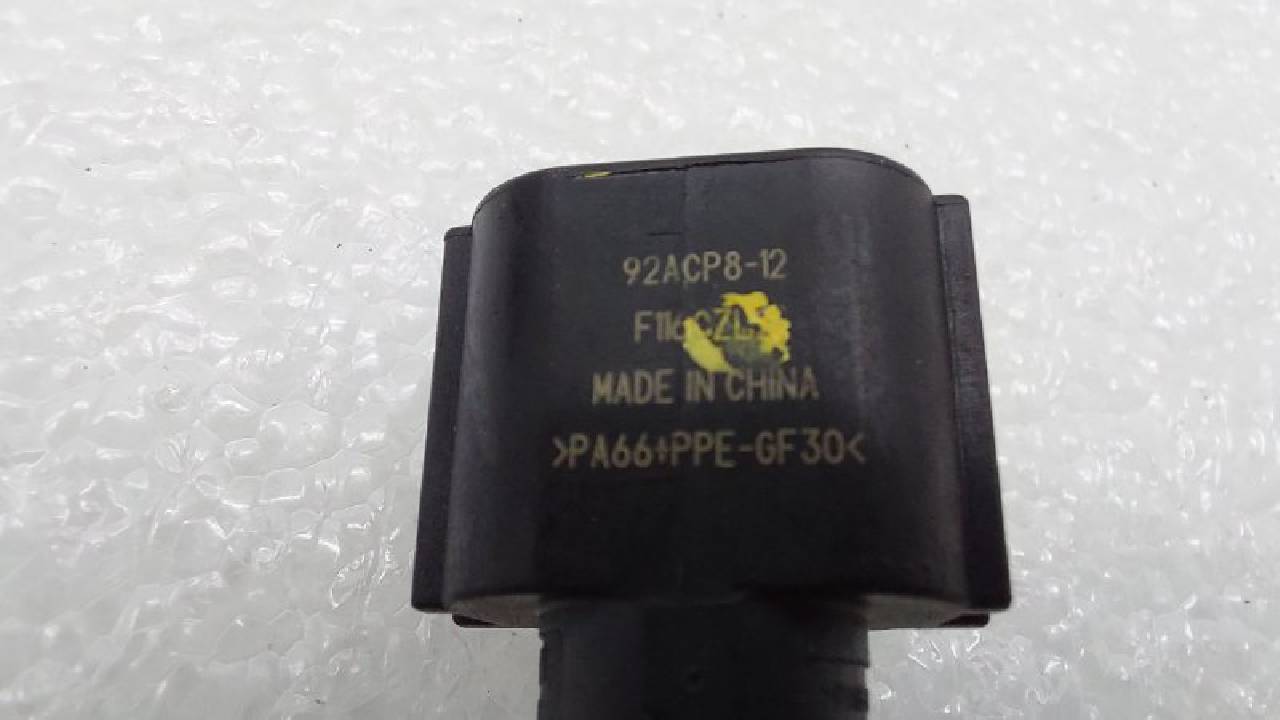 92ACP8-12
MADE IN CHINA
>PA66+PPE-GF30<